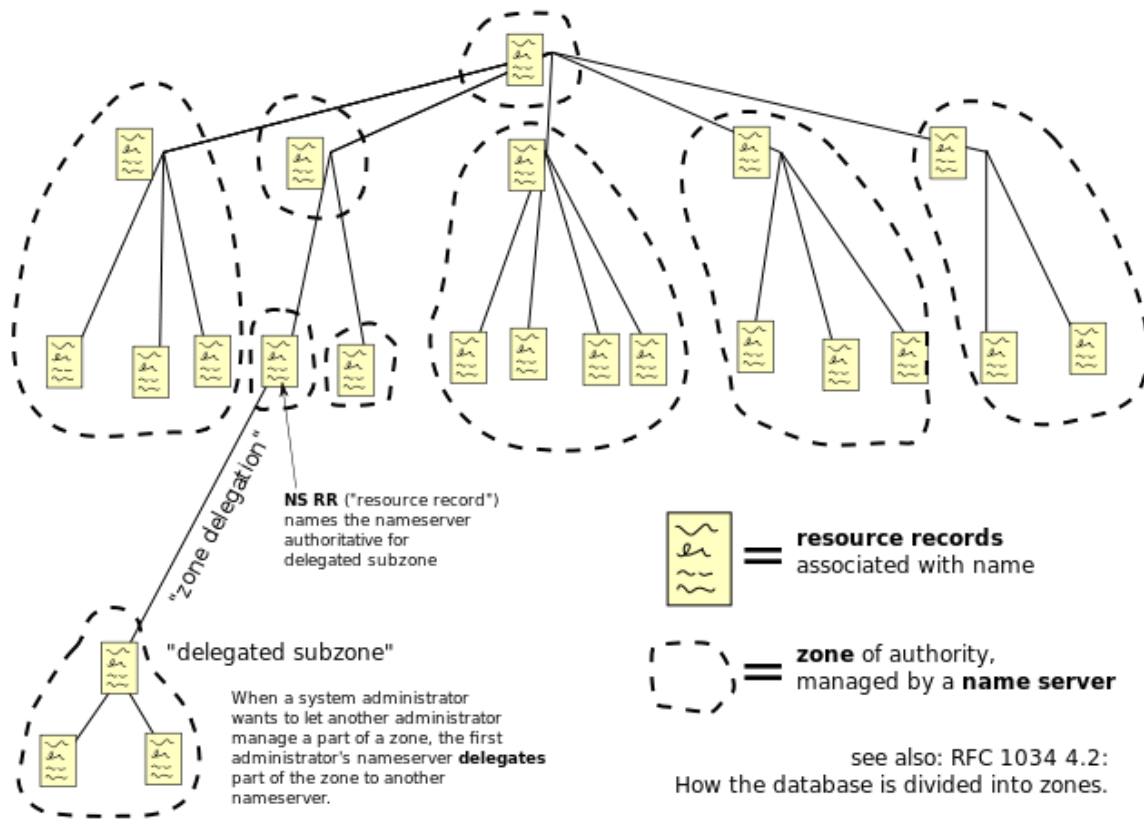 "zone delegation"
NS RR ("resource record")
names the nameserver
authoritative for
delegated subzone
resource records
associated with name
"delegated subzone"
zone of authority,
managed by a name server
When a system administrator
wants to let another administrator
manage a part of a zone, the first
administrator's nameserver delegates
part of the zone to another
nameserver.
see also: RFC 1034 4.2:
How the database is divided into zones.